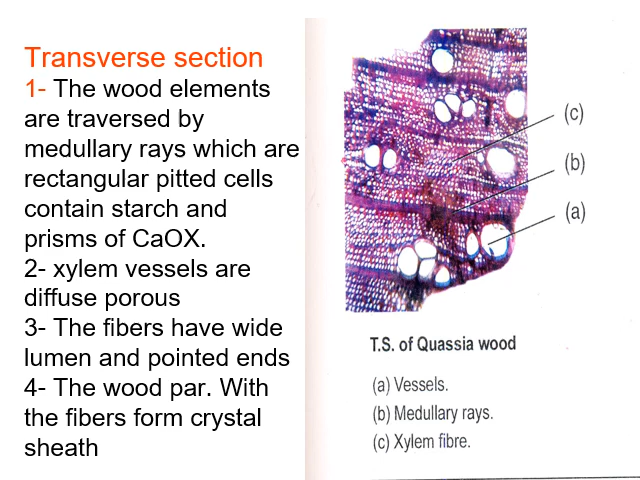 Transverse section
1- The wood elements
are traversed by
medullary rays which are
rectangular pitted cells
contain starch and
prisms of CaOX.
2- xylem vessels are
diffuse porous
3- The fibers have wide
lumen and pointed ends
4- The wood par. With
the fibers form crystal
sheath
(c)
(b)
(a)
T.S. of Quassia wood
(a) Vessels.
(b) Medullary rays.
(c) Xylem fibre.